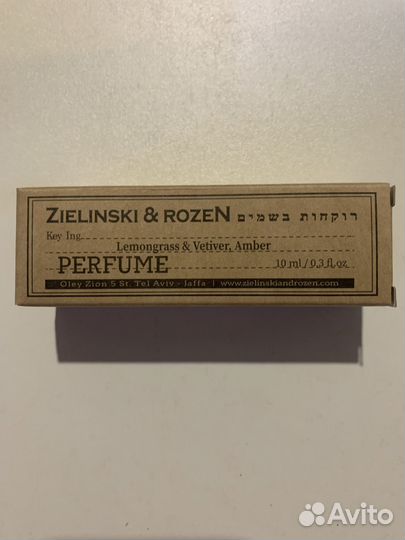 ZIELINSKI & ROZEN רוקחות בשמים
Key Ing.
Lemongrass & Vetiver, Amber
PERFUME 10 ml / 0,3 fl.oz
Oley Zion 5 St. Tel Aviv - Jaffa | www.zielinskiandrozen.com
Avito